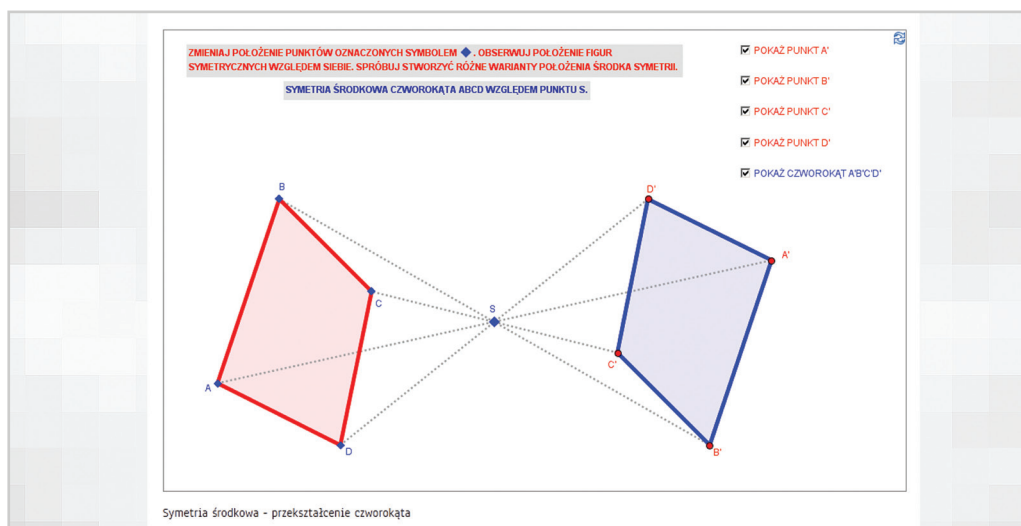 ZMIENIAJ POŁOŻENIE PUNKTÓW OZNACZONYCH SYMBOLEM ◆ . OBSERWUJ POŁOŻENIE FIGUR
SYMETRYCZNYCH WZGLĘDEM SIEBIE. SPRÓBUJ STWORZYĆ RÓŻNE WARIANTY POŁOŻENIA ŚRODKA SYMETRII.
SYMETRIA ŚRODKOWA CZWOROKĄTA ABCD WZGLĘDEM PUNKTU S.
POKAŻ PUNKT A'
POKAŻ PUNKT B'
POKAŻ PUNKT C'
POKAŻ PUNKT D'
POKAŻ CZWOROKĄT A'B'C'D'
B
D'
A'
C
S
C'
A
D
B'
Symetria środkowa - przekształcenie czworokąta